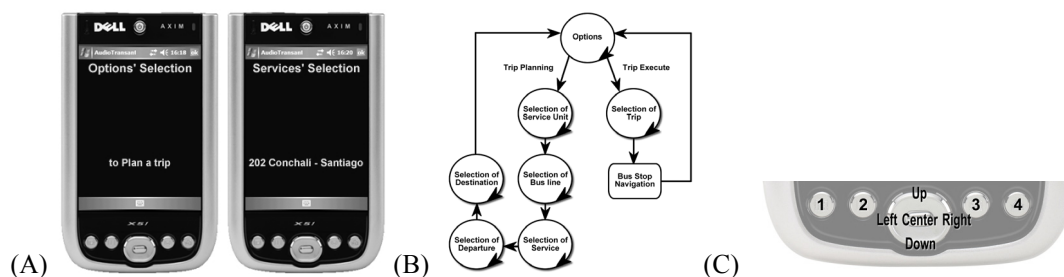 DELL AXIM
AudioTransant 16:18 ok
Options' Selection
to Plan a trip
X51
DELL AXIM
AudioTransant 16:20 ok
Services' Selection
202 Conchali - Santiago
X51
(A)
Options
Trip Planning
Trip Execute
Selection of
Service Unit
Selection of
Trip
Selection of
Destination
Selection of
Bus line
Bus Stop
Navigation
Selection of
Departure
Selection of
Service
(B)
1 2 3 4
Up
Left Center Right
Down
(C)